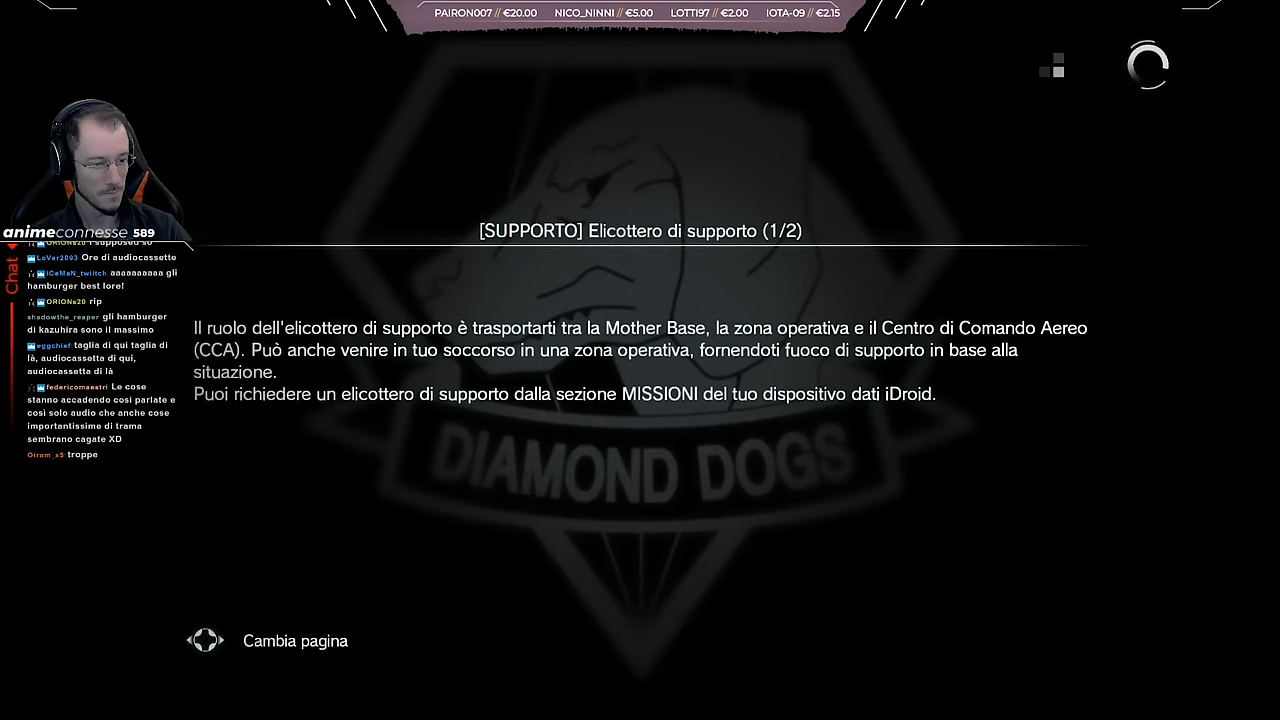 PAIRON007 // €20.00 NICO_NINNI // €5.00 LOTTI97 // €2.00 IOTA-09 // €2.15
[SUPPORTO] Elicottero di supporto (1/2)
Il ruolo dell'elicottero di supporto è trasportarti tra la Mother Base, la zona operativa e il Centro di Comando Aereo
(CCA). Può anche venire in tuo soccorso in una zona operativa, fornendoti fuoco di supporto in base alla
situazione.
Puoi richiedere un elicottero di supporto dalla sezione MISSIONI del tuo dispositivo dati iDroid.
DIAMOND DOGS
Cambia pagina
animeconnesse 589
Chat
ORIONs20 I supposed so
LoVer2093 Ore di audiocassette
iCeMaN_twiitch aaaaaaaaaa gli
hamburger best lore!
ORIONs20 rip
shadowthe_reaper gli hamburger
di kazuhira sono il massimo
eggchief: taglia di qui taglia di
là, audiocassetta di qui,
audiocassetta di là
federicomaestri Le cose
stanno accadendo così parlate e
così solo audio che anche cose
importantissime di trama
sembrano cagate XD
Oiram_x5 troppe